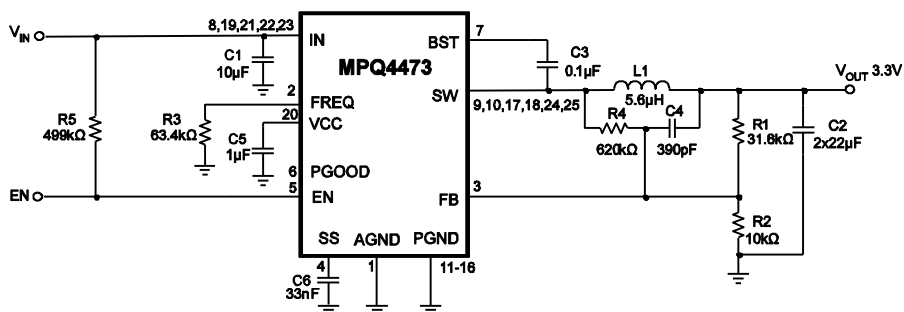 8,19,21,22,23
7
VIN
IN
BST
C1
10µF
C3
0.1µF
MPQ4473
L1
5.6µH
VOUT 3.3V
SW
9,10,17,18,24,25
2
FREQ
R3
63.4kΩ
20
VCC
R5
499kΩ
C5
1µF
R4
620kΩ
C4
390pF
R1
31.6kΩ
C2
2x22µF
6
PGOOD
5
3
EN
EN
FB
R2
10kΩ
SS
AGND
PGND
4
1
11-16
C6
33nF